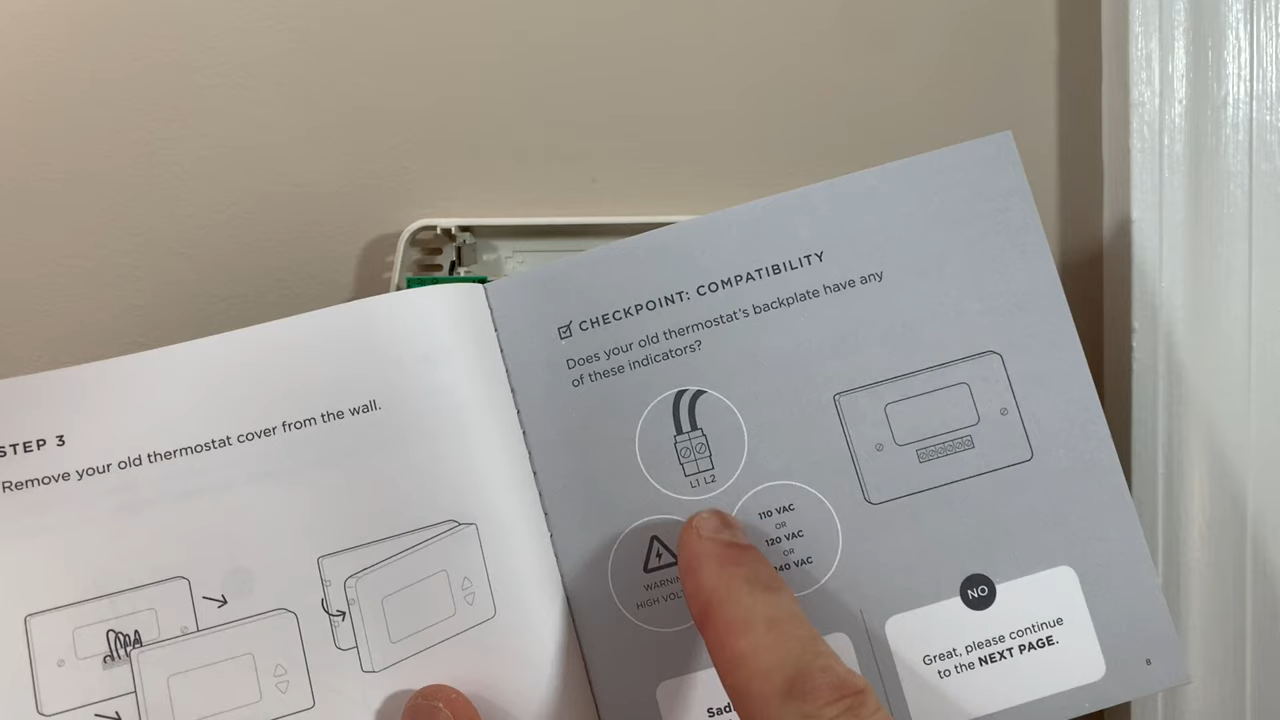 STEP 3
Remove your old thermostat cover from the wall.
CHECKPOINT: COMPATIBILITY
Does your old thermostat's backplate have any
of these indicators?
L1 L2
110 VAC
OR
120 VAC
OR
240 VAC
NO
Great, please continue
to the NEXT PAGE.
8